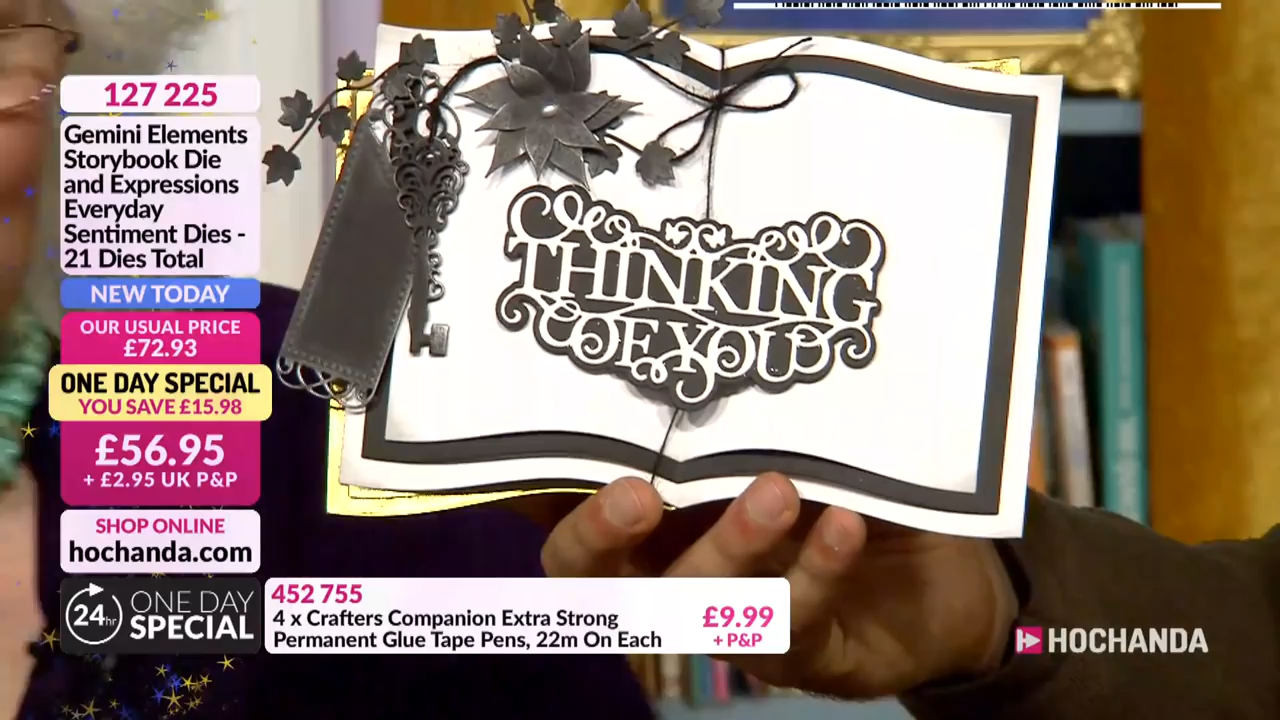 127 225
Gemini Elements
Storybook Die
and Expressions
Everyday
Sentiment Dies -
21 Dies Total
NEW TODAY
OUR USUAL PRICE
£72.93
ONE DAY SPECIAL
YOU SAVE £15.98
£56.95
+ £2.95 UK P&P
SHOP ONLINE
hochanda.com
24hr
ONE DAY
SPECIAL
452 755
4 x Crafters Companion Extra Strong
Permanent Glue Tape Pens, 22m On Each
£9.99
+ P&P
THINKING
OF YOU
HOCHANDA